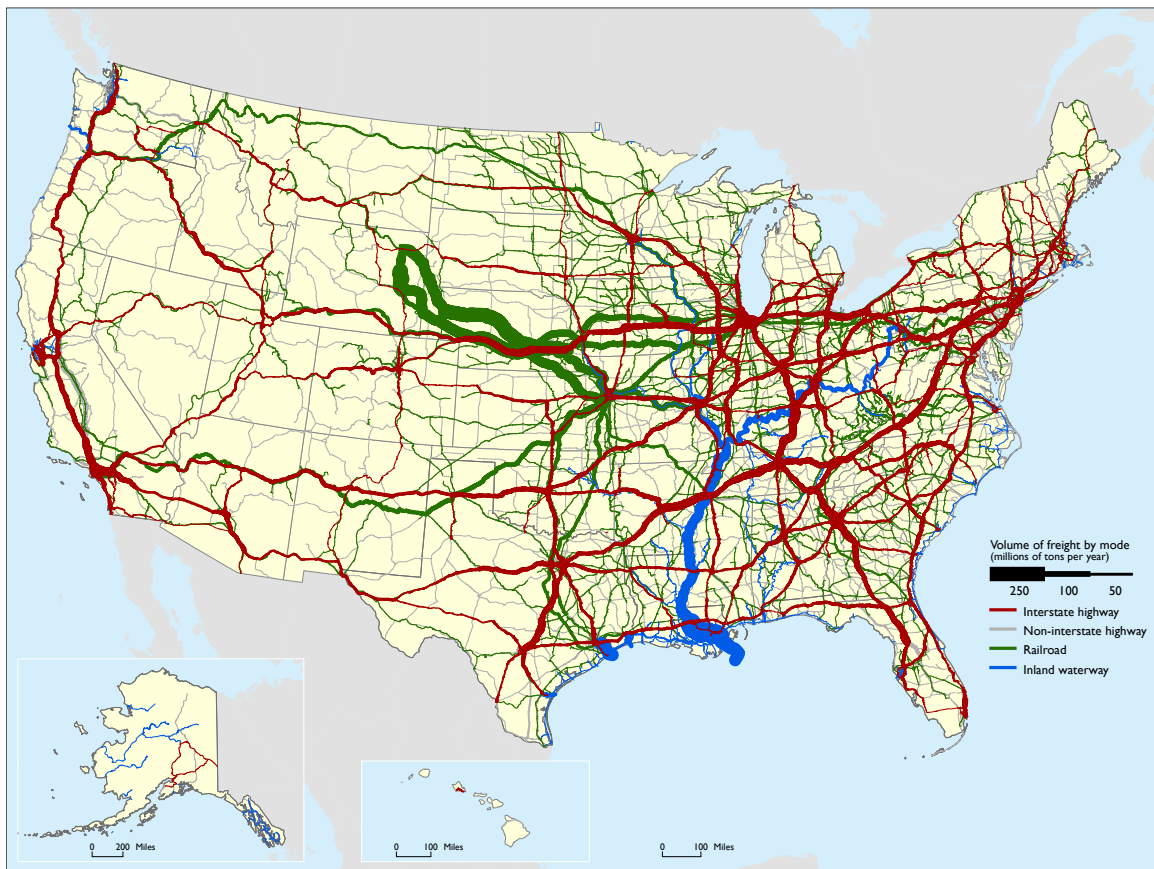 Volume of freight by mode
(millions of tons per year)
250 100 50
Interstate highway
Non-interstate highway
Railroad
Inland waterway
0 200 Miles
0 100 Miles
0 100 Miles